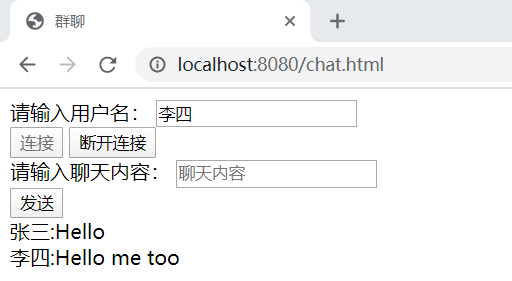 群聊
localhost:8080/chat.html
请输入用户名： 李四
连接 断开连接
请输入聊天内容： 聊天内容
发送
张三:Hello
李四:Hello me too